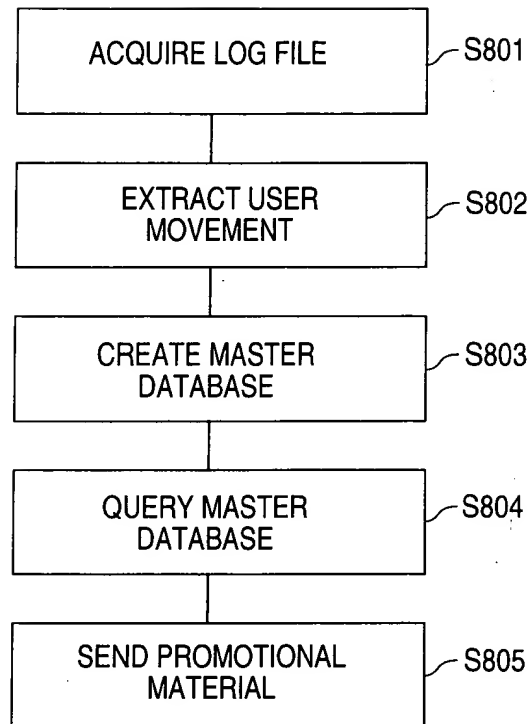 ACQUIRE LOG FILE
S801
EXTRACT USER
MOVEMENT
S802
CREATE MASTER
DATABASE
S803
QUERY MASTER
DATABASE
S804
SEND PROMOTIONAL
MATERIAL
S805